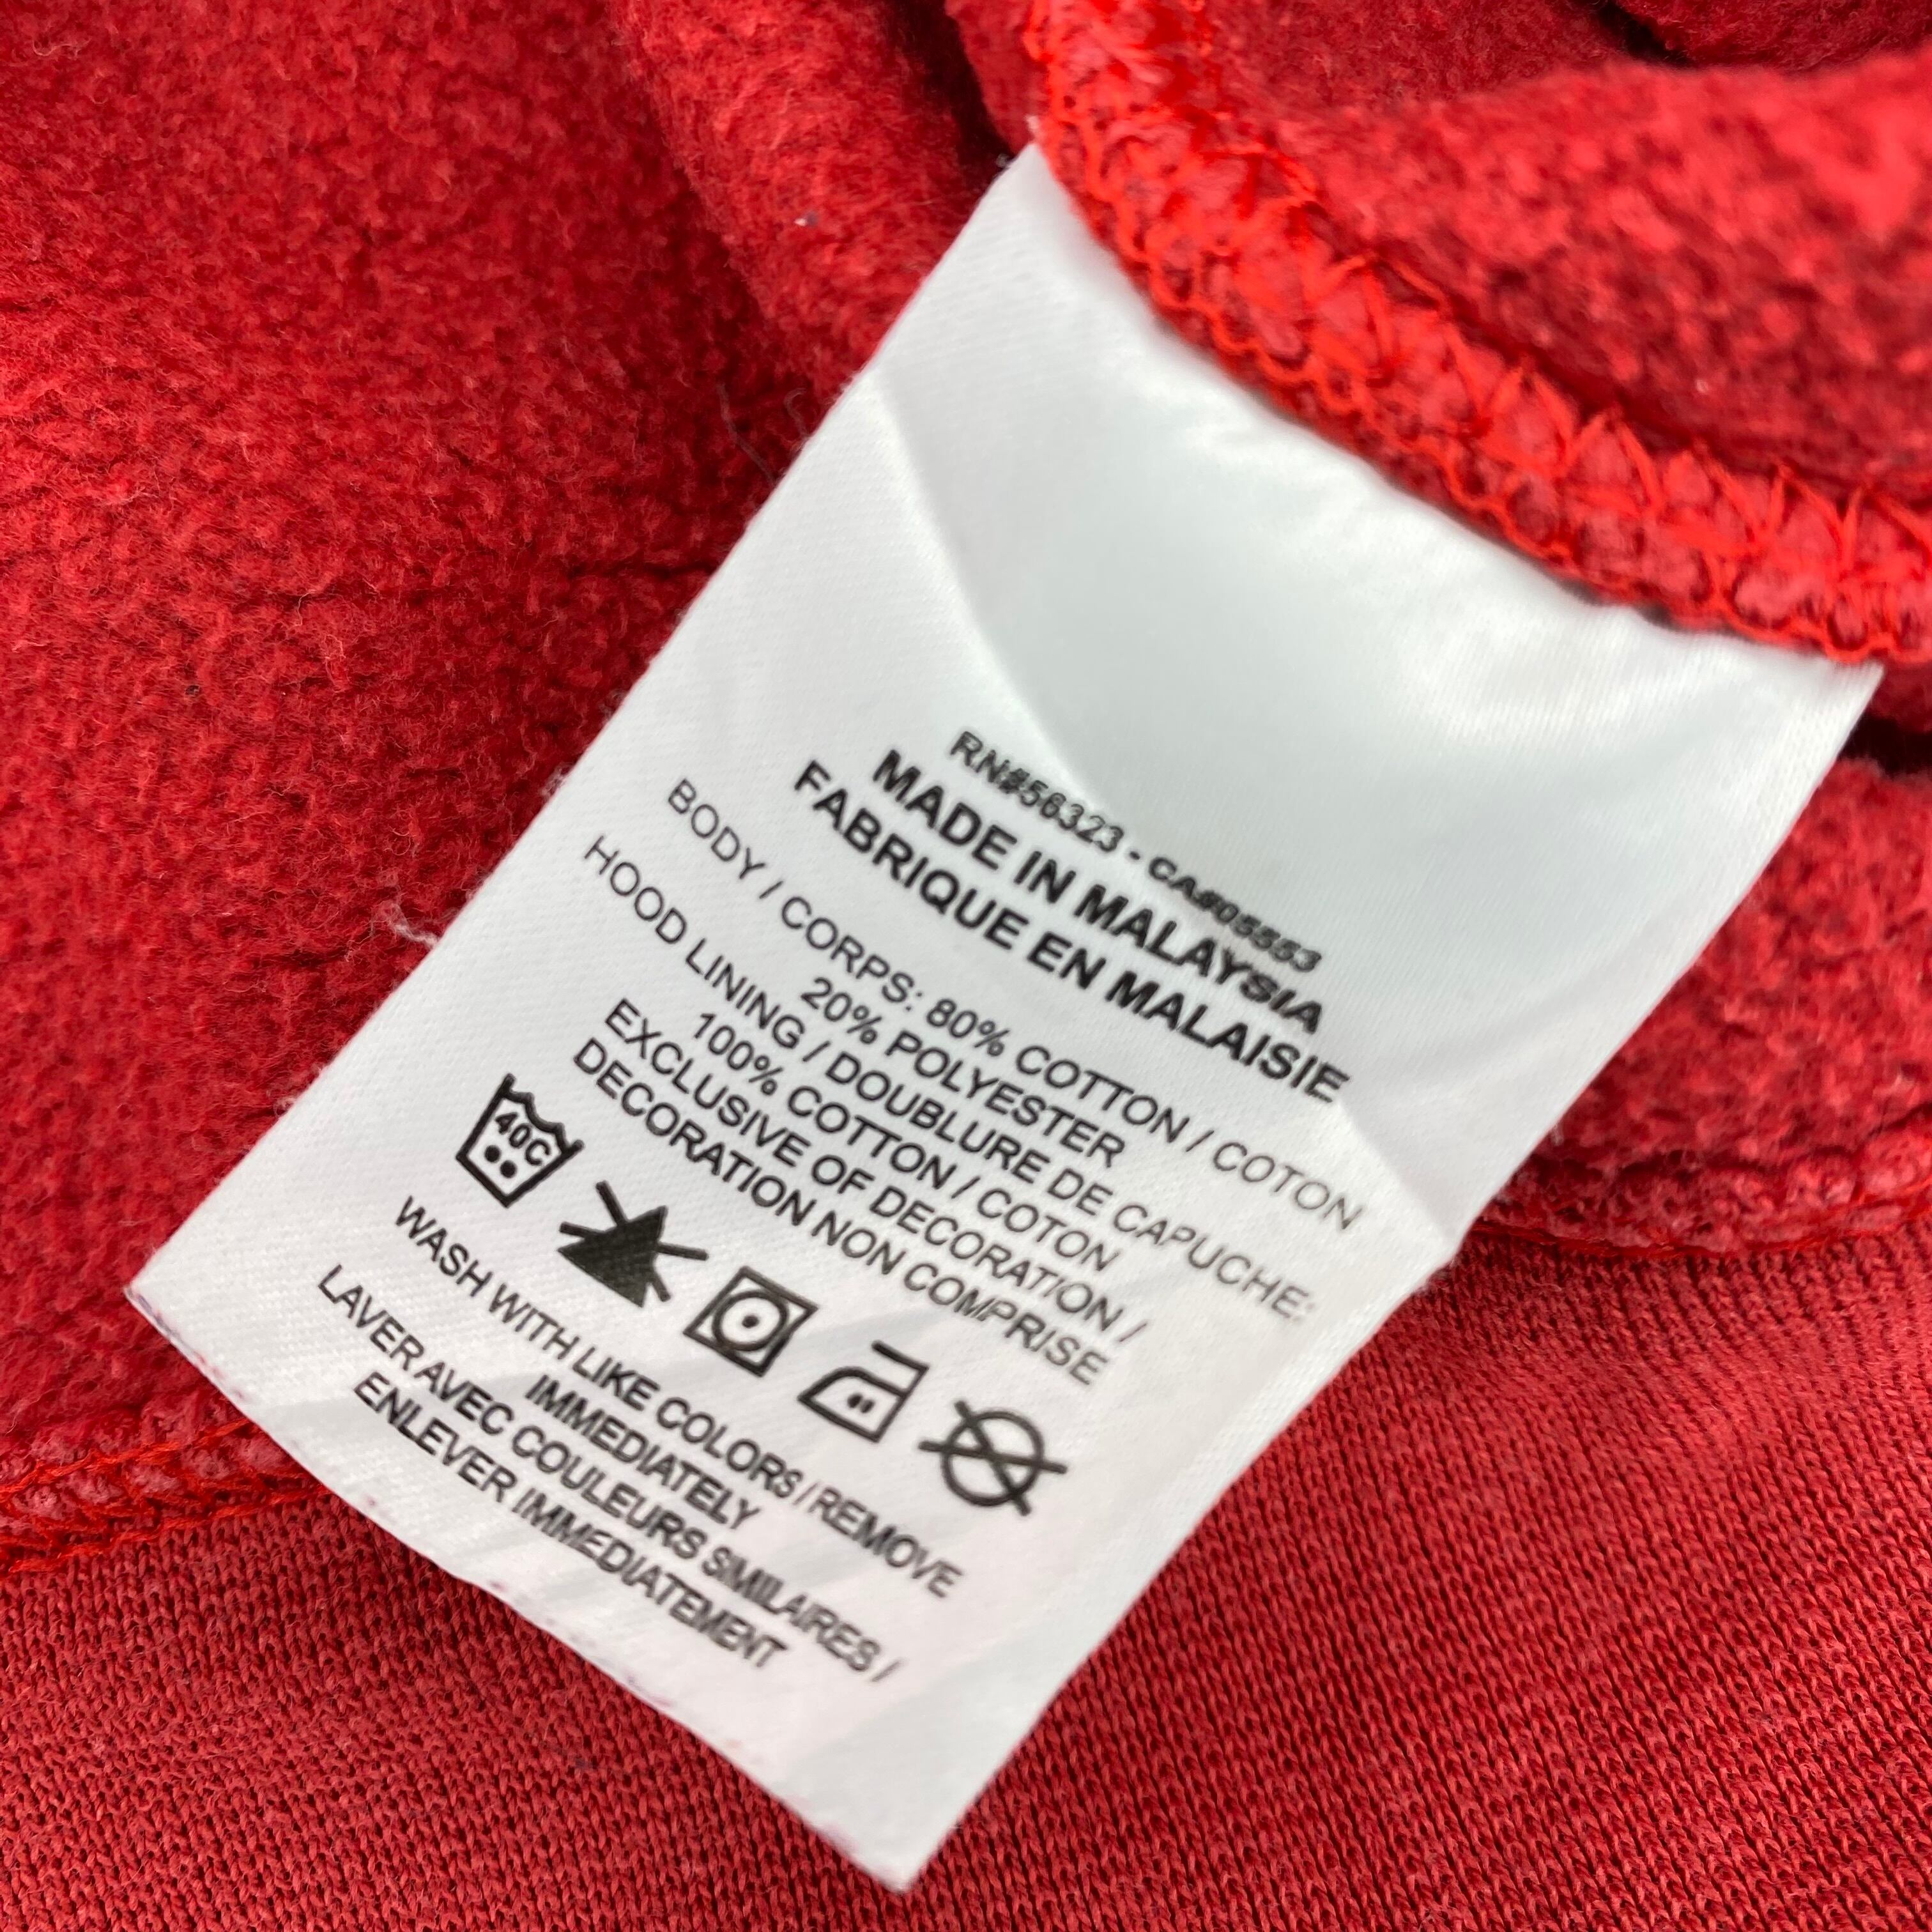 RN#56323 - CA#05553
MADE IN MALAYSIA
FABRIQUE EN MALAISIE
BODY / CORPS: 80% COTTON / COTON
20% POLYESTER
HOOD LINING / DOUBLURE DE CAPUCHE:
100% COTTON / COTON
EXCLUSIVE OF DECORATION /
DECORATION NON COMPRISE
40C
WASH WITH LIKE COLORS / REMOVE
IMMEDIATELY
LAVER AVEC COULEURS SIMILAIRES /
ENLEVER IMMEDIATEMENT